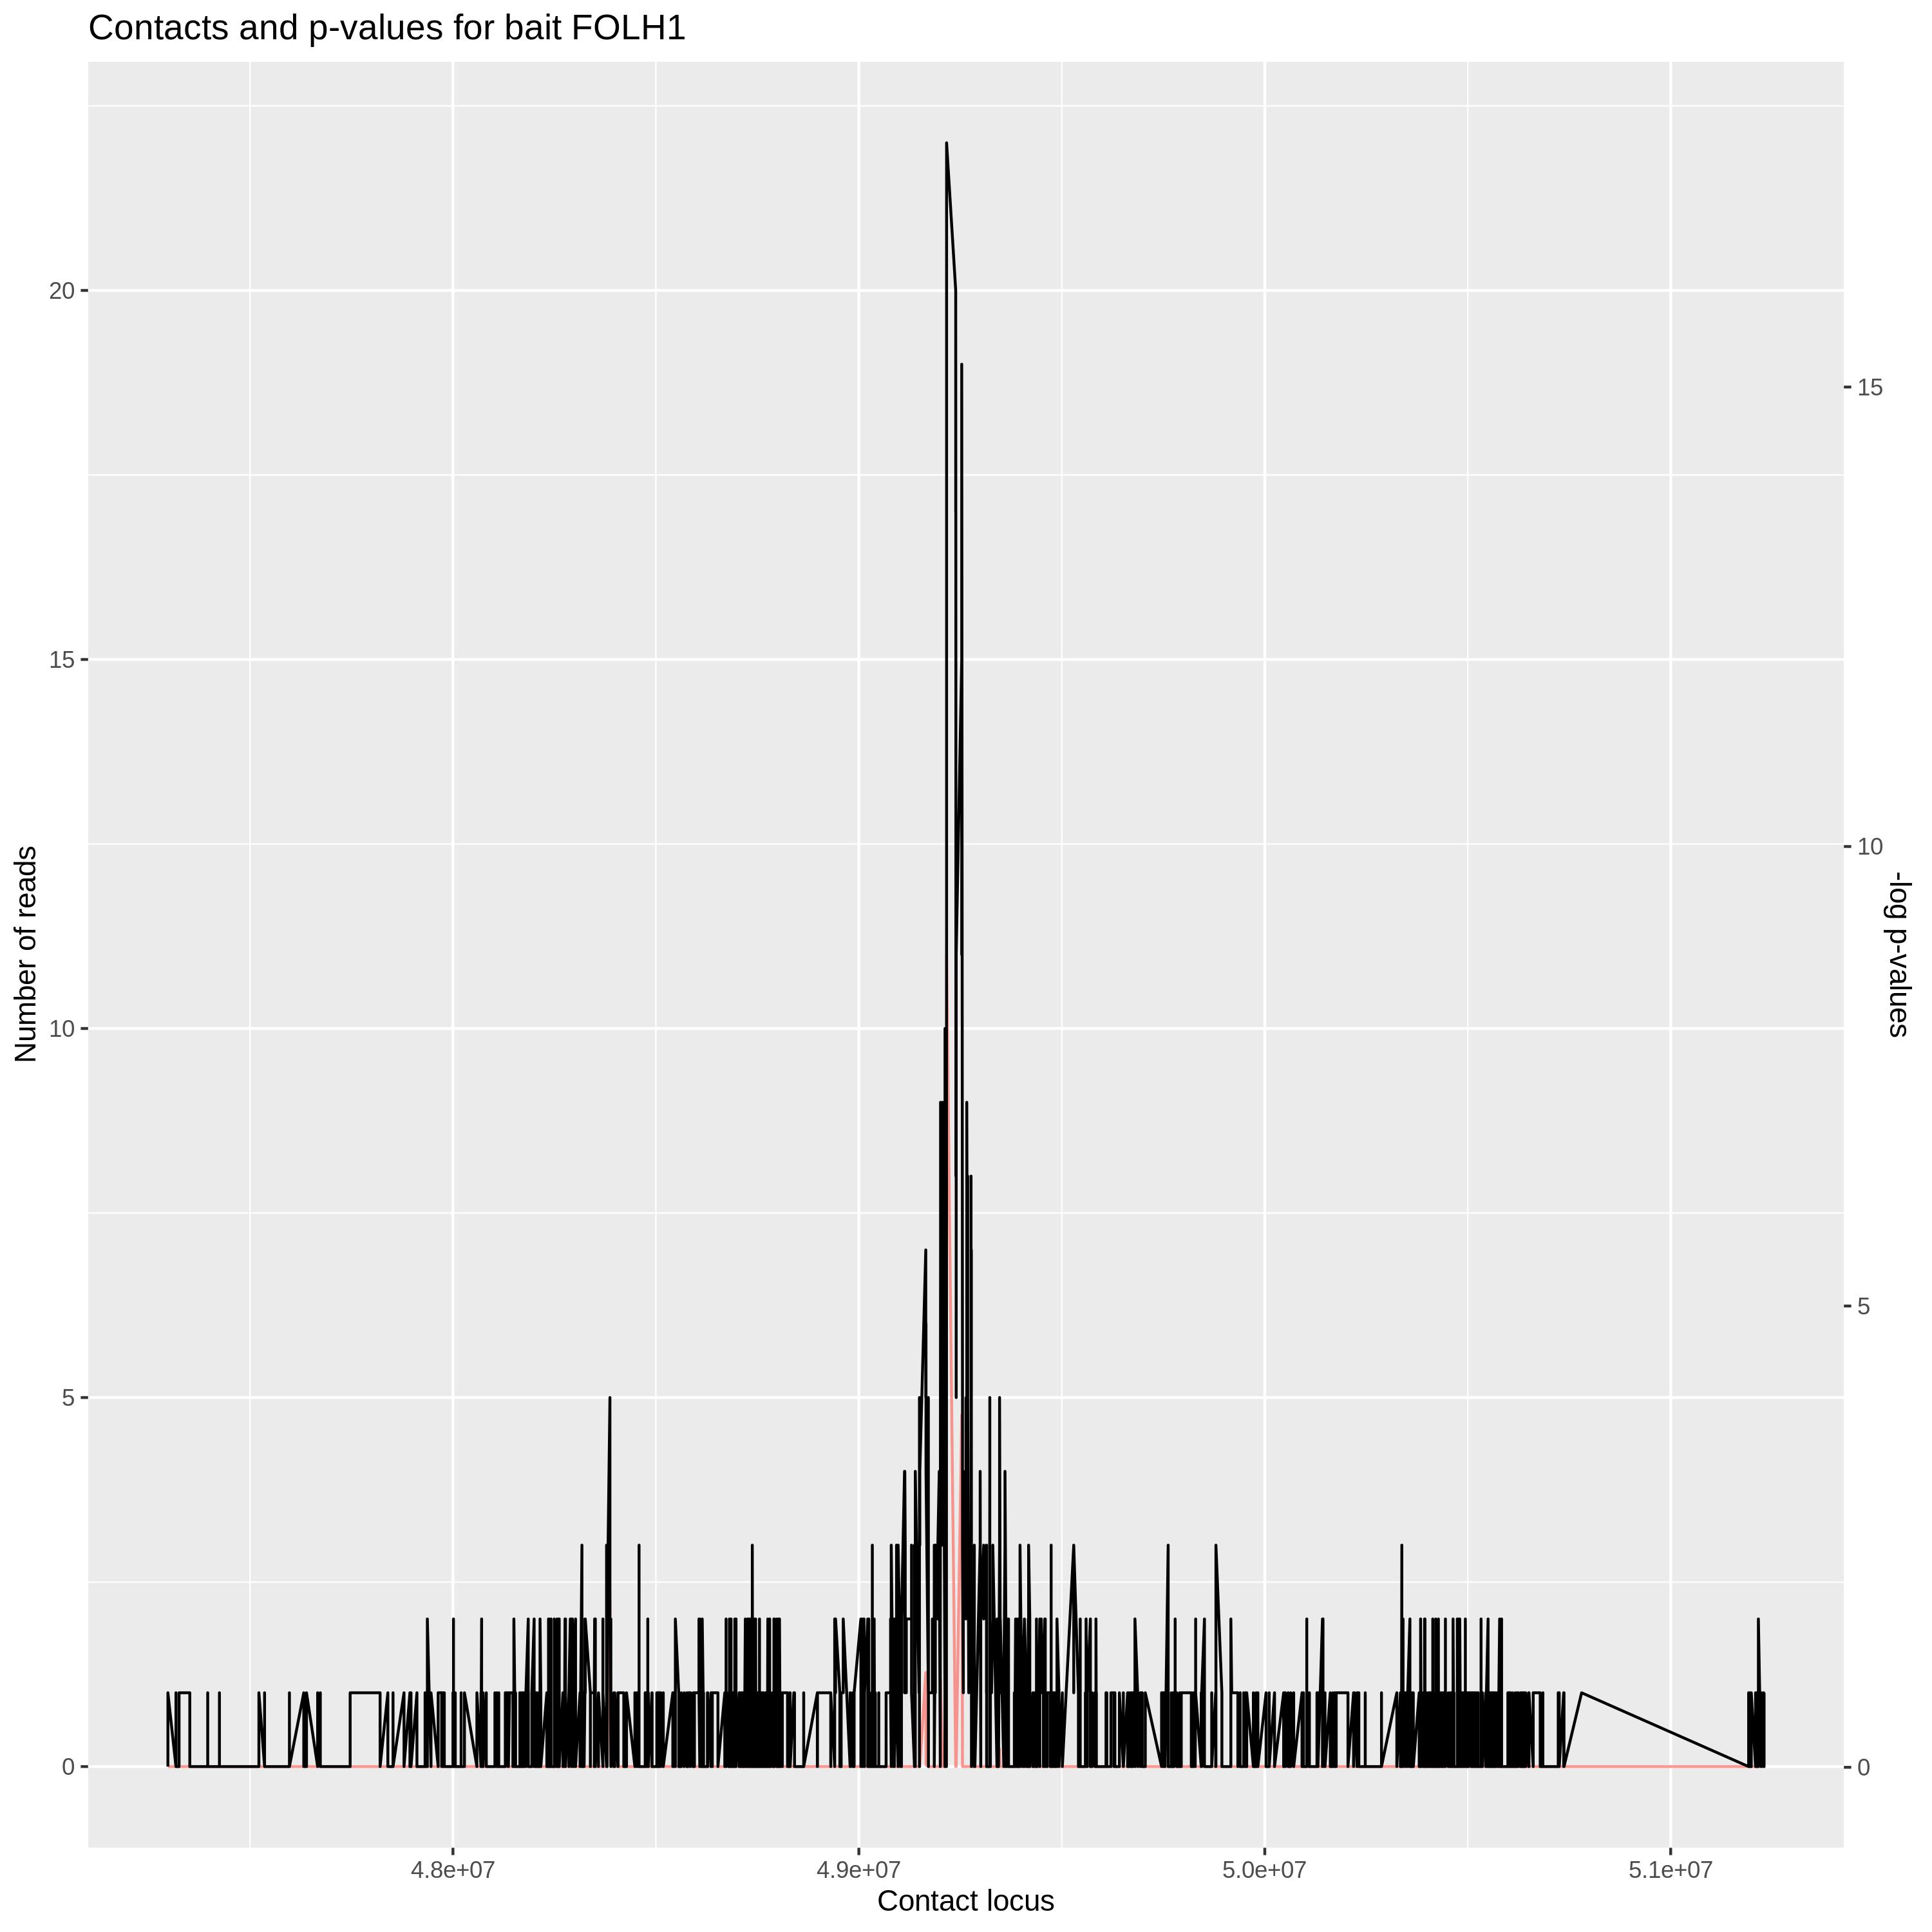 Contacts and p-values for bait FOLH1
20
15
10
5
0
Number of reads
15
10
5
0
-log p-values
4.8e+07
4.9e+07
5.0e+07
5.1e+07
Contact locus